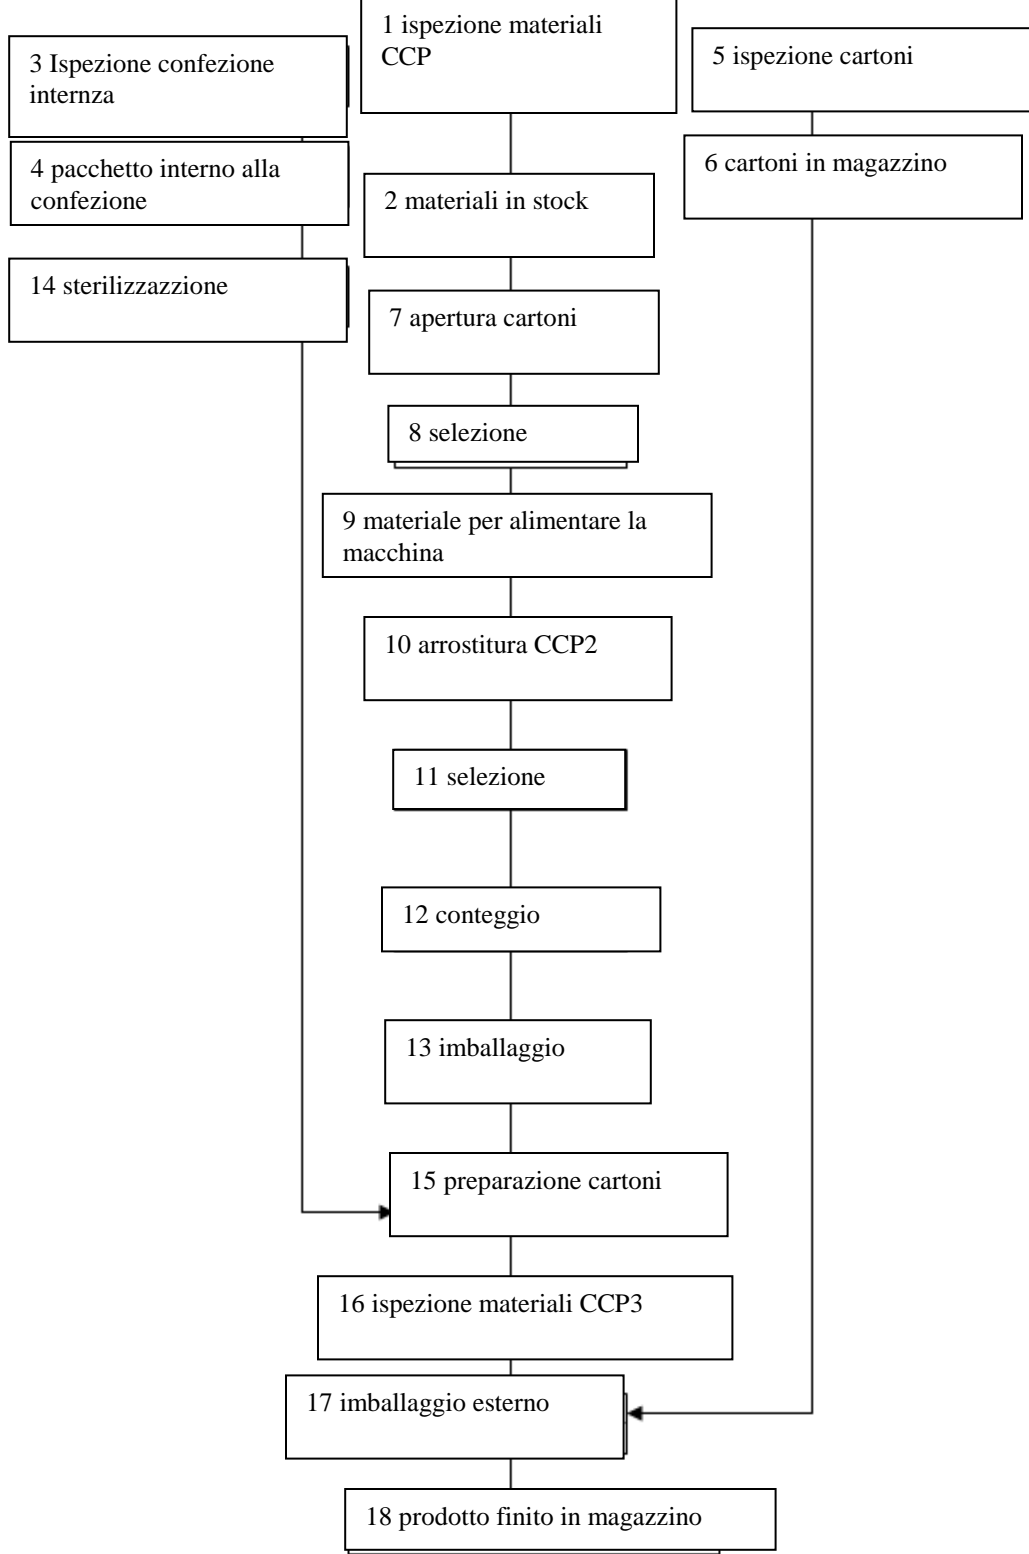 1 ispezione materiali
CCP
3 Ispezione confezione
internza
5 ispezione cartoni
4 pacchetto interno alla
confezione
6 cartoni in magazzino
2 materiali in stock
14 sterilizzazzione
7 apertura cartoni
8 selezione
9 materiale per alimentare la
macchina
10 arrostitura CCP2
11 selezione
12 conteggio
13 imballaggio
15 preparazione cartoni
16 ispezione materiali CCP3
17 imballaggio esterno
18 prodotto finito in magazzino